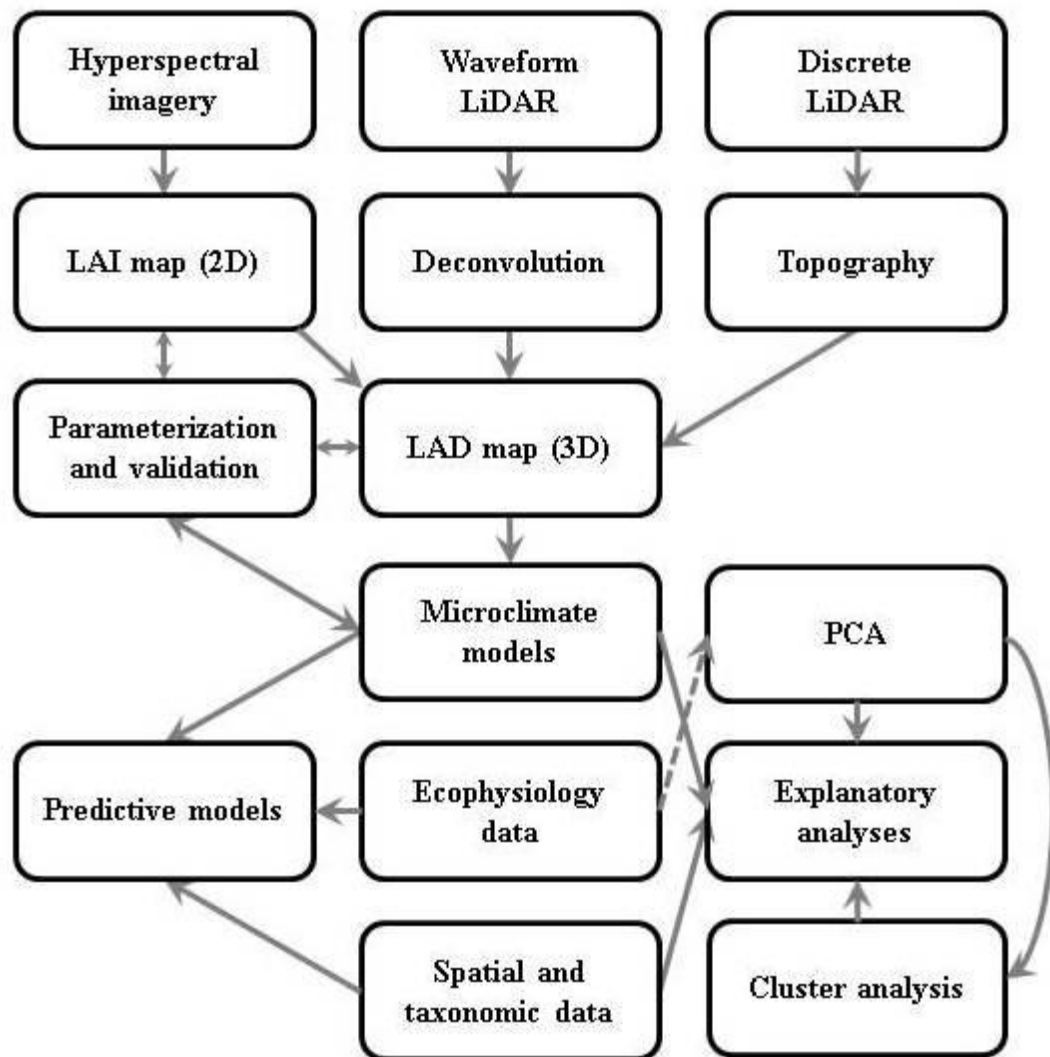 Hyperspectral
imagery
Waveform
LiDAR
Discrete
LiDAR
LAI map (2D)
Deconvolution
Topography
Parameterization
and validation
LAD map (3D)
Microclimate
models
PCA
Predictive models
Ecophysiology
data
Explanatory
analyses
Spatial and
taxonomic data
Cluster analysis